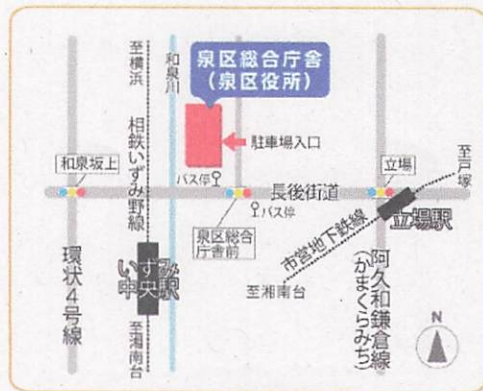 泉区総合庁舎
(泉区役所)
至横浜
和泉川
相鉄いずみ野線
駐車場入口
和泉坂上
立場
至戸塚
バス停
長後街道
バス停
泉区総合
庁舎前
市営地下鉄線
立場駅
環状4号線
いずみ
中央駅
至湘南台
至湘南台
阿久和鎌倉線
(かまくらみち)
N